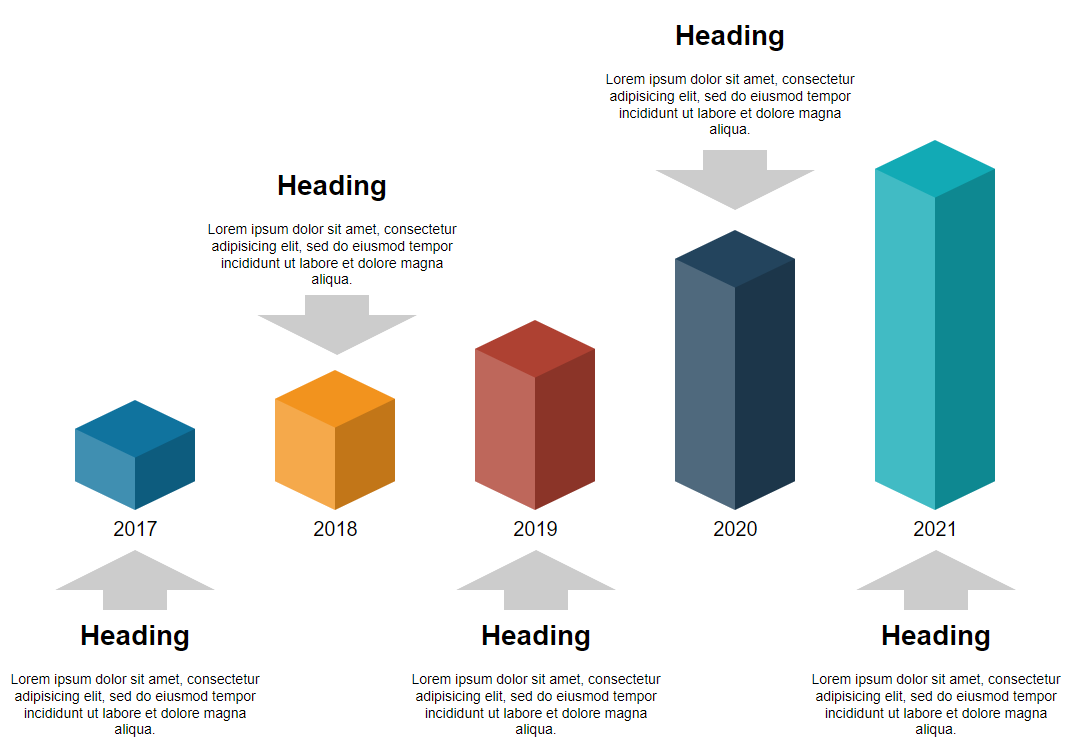 Heading
Lorem ipsum dolor sit amet, consectetur
adipisicing elit, sed do eiusmod tempor
incididunt ut labore et dolore magna
aliqua.
Heading
Lorem ipsum dolor sit amet, consectetur
adipisicing elit, sed do eiusmod tempor
incididunt ut labore et dolore magna
aliqua.
2017
2018
2019
2020
2021
Heading
Lorem ipsum dolor sit amet, consectetur
adipisicing elit, sed do eiusmod tempor
incididunt ut labore et dolore magna
aliqua.
Heading
Lorem ipsum dolor sit amet, consectetur
adipisicing elit, sed do eiusmod tempor
incididunt ut labore et dolore magna
aliqua.
Heading
Lorem ipsum dolor sit amet, consectetur
adipisicing elit, sed do eiusmod tempor
incididunt ut labore et dolore magna
aliqua.